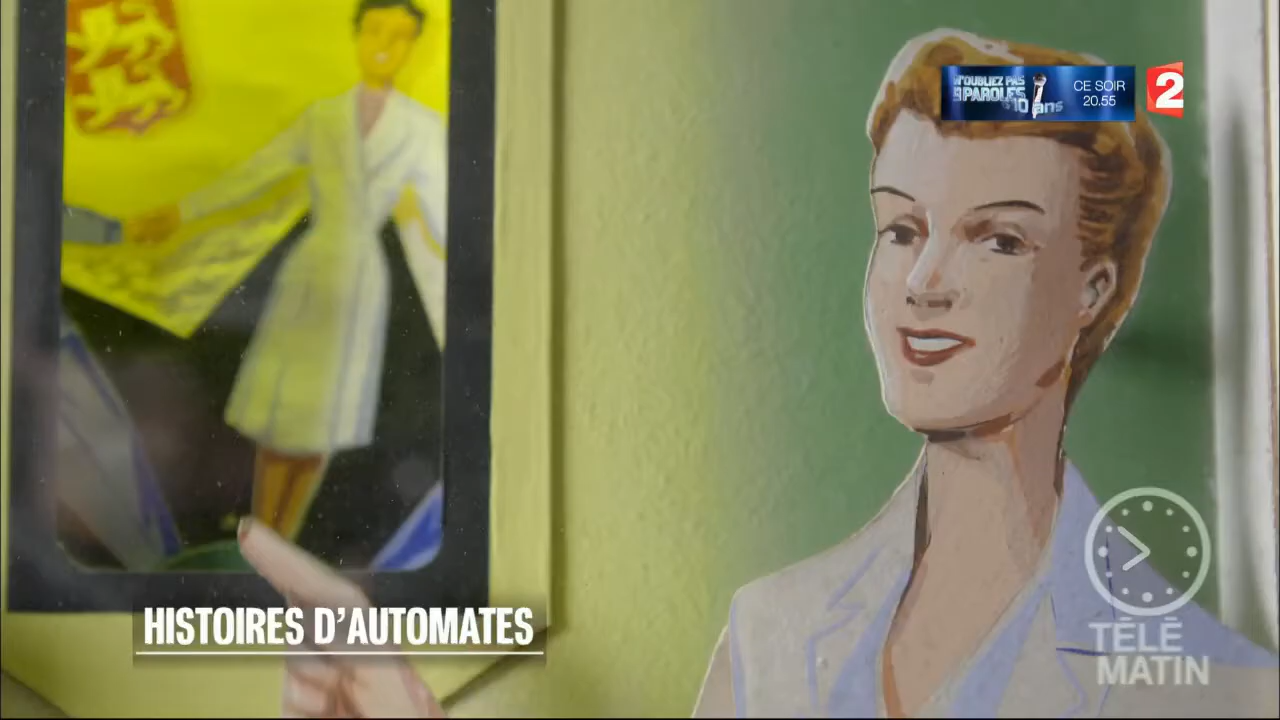 N'OUBLIEZ PAS
LES PAROLES
10 ans
CE SOIR
20.55
2
HISTOIRES D'AUTOMATES
TÉLÉ
MATIN